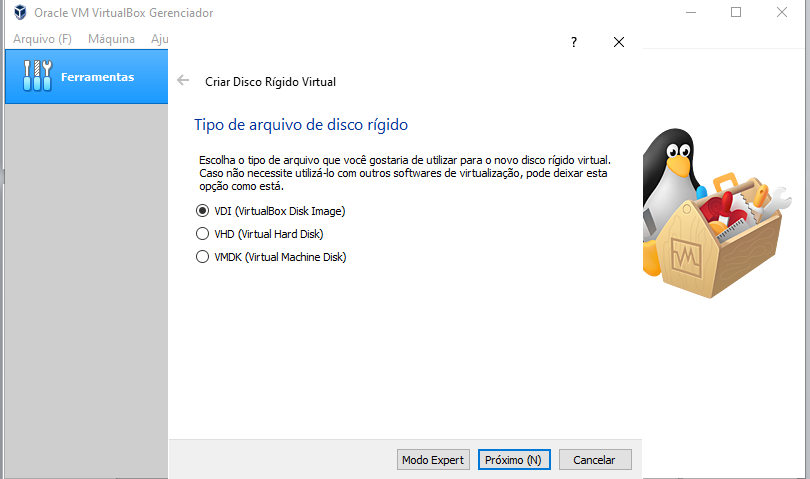 Oracle VM VirtualBox Gerenciador
Arquivo (F) Máquina Aju
?
Ferramentas
Criar Disco Rígido Virtual
Tipo de arquivo de disco rígido
Escolha o tipo de arquivo que você gostaria de utilizar para o novo disco rígido virtual.
Caso não necessite utilizá-lo com outros softwares de virtualização, pode deixar esta
opção como está.
VDI (VirtualBox Disk Image)
VHD (Virtual Hard Disk)
VMDK (Virtual Machine Disk)
Modo Expert Próximo (N) Cancelar